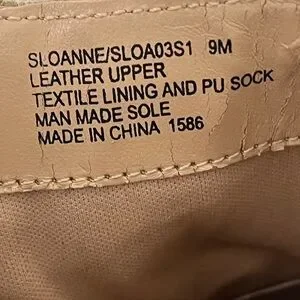 SLOANNE/SLOA03S1 9M
LEATHER UPPER
TEXTILE LINING AND PU SOCK
MAN MADE SOLE
MADE IN CHINA 1586